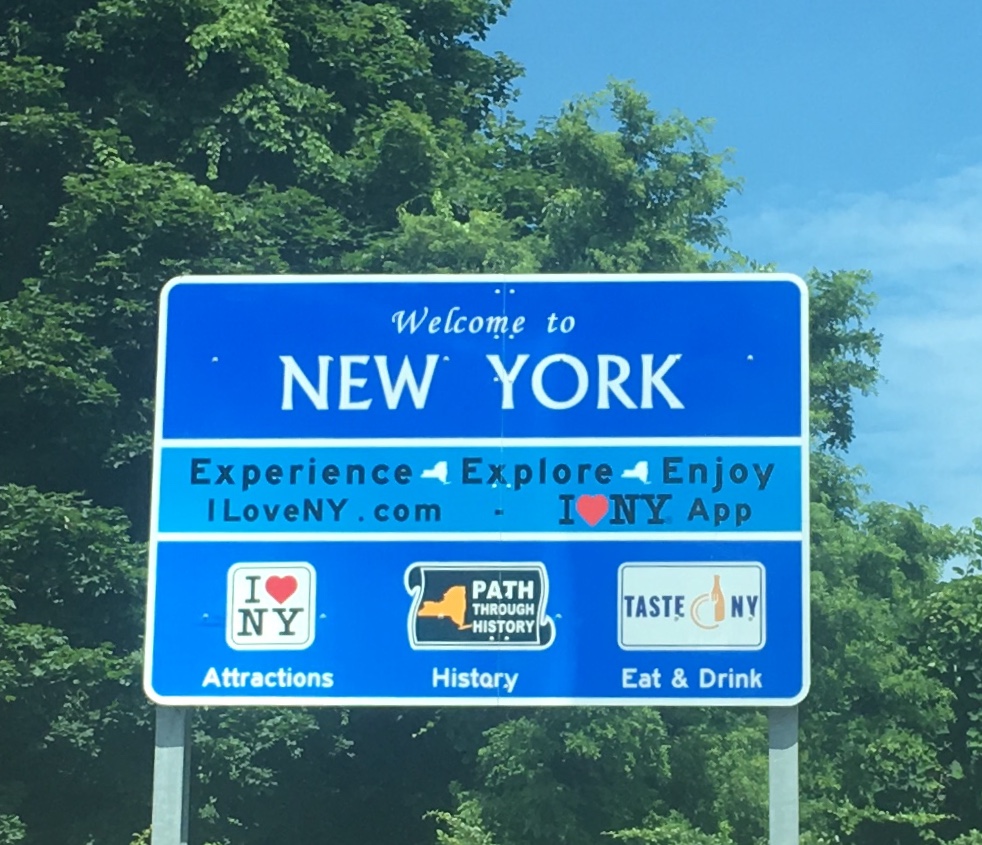 Welcome to
NEW YORK
Experience Explore Enjoy
ILoveNY.com · I❤NY App
I❤
NY
PATH
THROUGH
HISTORY
TASTE NY
Attractions History Eat & Drink